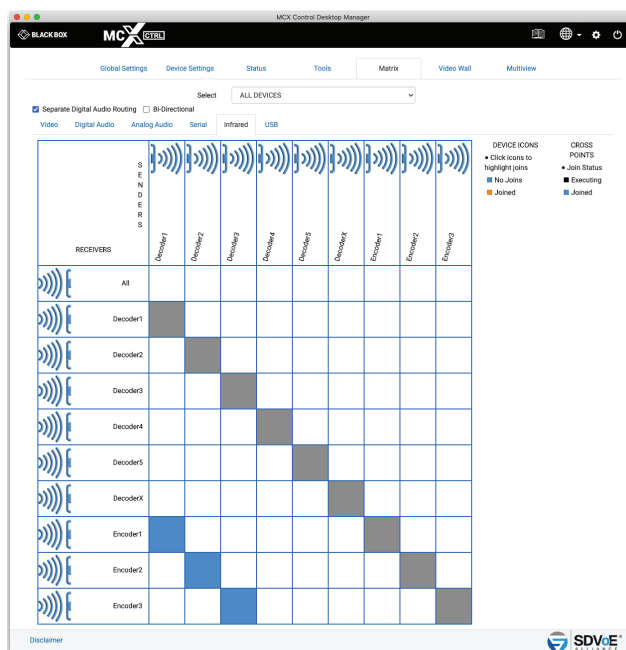 MCX Control Desktop Manager
BLACK BOX
MCX CTRL
Global Settings Device Settings Status Tools Matrix Video Wall Multiview
Select ALL DEVICES
Separate Digital Audio Routing Bi-Directional
Video Digital Audio Analog Audio Serial Infrared USB
SENDERS
RECEIVERS
Decoder1 Decoder2 Decoder3 Decoder4 Decoder5 DecoderX Encoder1 Encoder2 Encoder3
All
Decoder1
Decoder2
Decoder3
Decoder4
Decoder5
DecoderX
Encoder1
Encoder2
Encoder3
DEVICE ICONS
• Click icons to
highlight joins
No Joins
Joined
CROSS
POINTS
• Join Status
Executing
Joined
Disclaimer
SDVoE
ALLIANCE